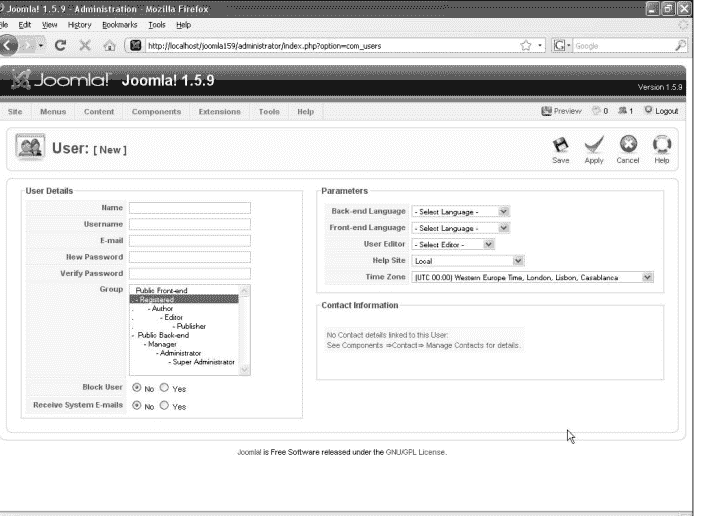 Joomla! 1.5.9 - Administration - Mozilla Firefox
File Edit View History Bookmarks Tools Help
http://localhost/joomla159/administrator/index.php?option=com_users
Google
Joomla! Joomla! 1.5.9
Version 1.5.9
Site Menus Content Components Extensions Tools Help Preview 0 1 Logout
User: [ New ]
Save Apply Cancel Help
User Details
Name
Username
E-mail
New Password
Verify Password
Group
Public Front-end
- Registered
- Author
- Editor
- Publisher
- Public Back-end
- Manager
- Administrator
- Super Administrator
Block User No Yes
Receive System E-mails No Yes
Parameters
Back-end Language - Select Language -
Front-end Language - Select Language -
User Editor - Select Editor -
Help Site Local
Time Zone (UTC 00:00) Western Europe Time, London, Lisbon, Casablanca
Contact Information
No Contact details linked to this User:
See Components ⇒Contact⇒ Manage Contacts for details.
Joomla! is Free Software released under the GNU/GPL License.